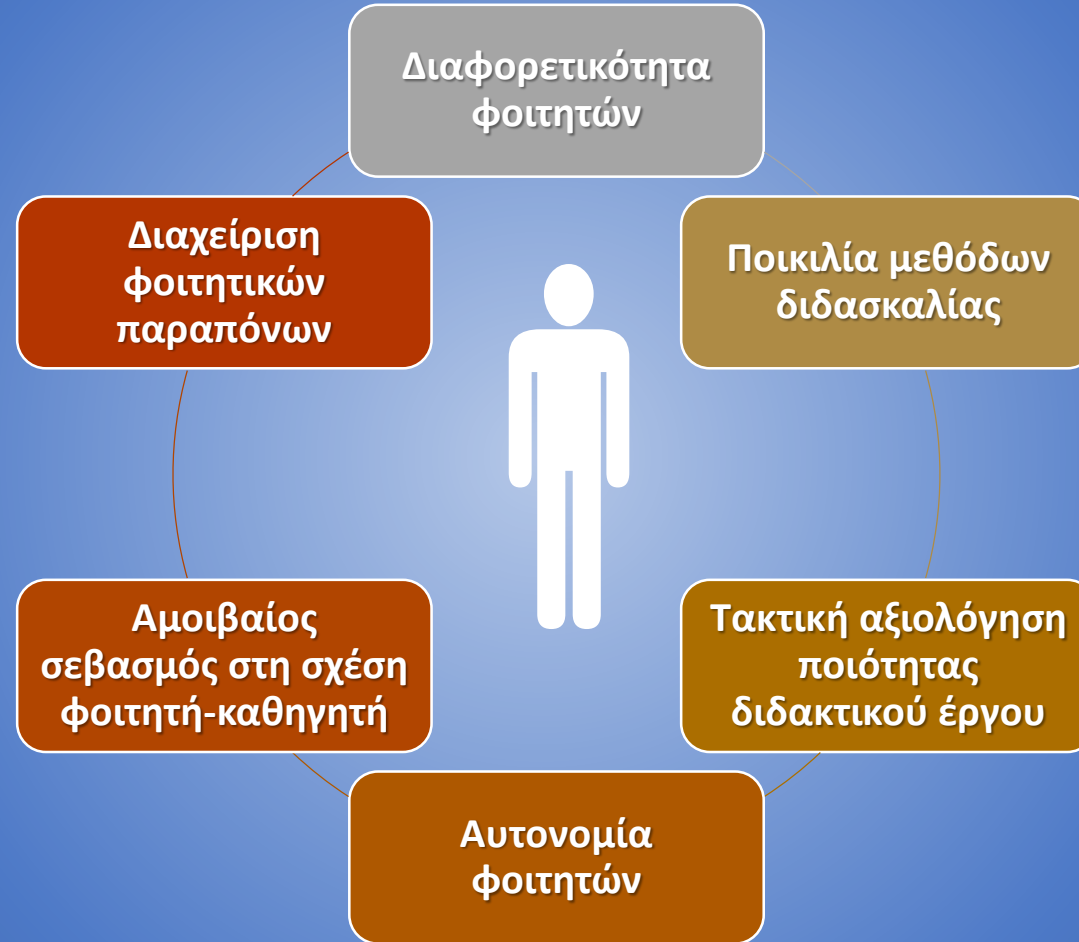 Διαφορετικότητα
φοιτητών
Διαχείριση
φοιτητικών
παραπόνων
Ποικιλία μεθόδων
διδασκαλίας
Αμοιβαίος
σεβασμός στη σχέση
φοιτητή-καθηγητή
Τακτική αξιολόγηση
ποιότητας
διδακτικού έργου
Αυτονομία
φοιτητών